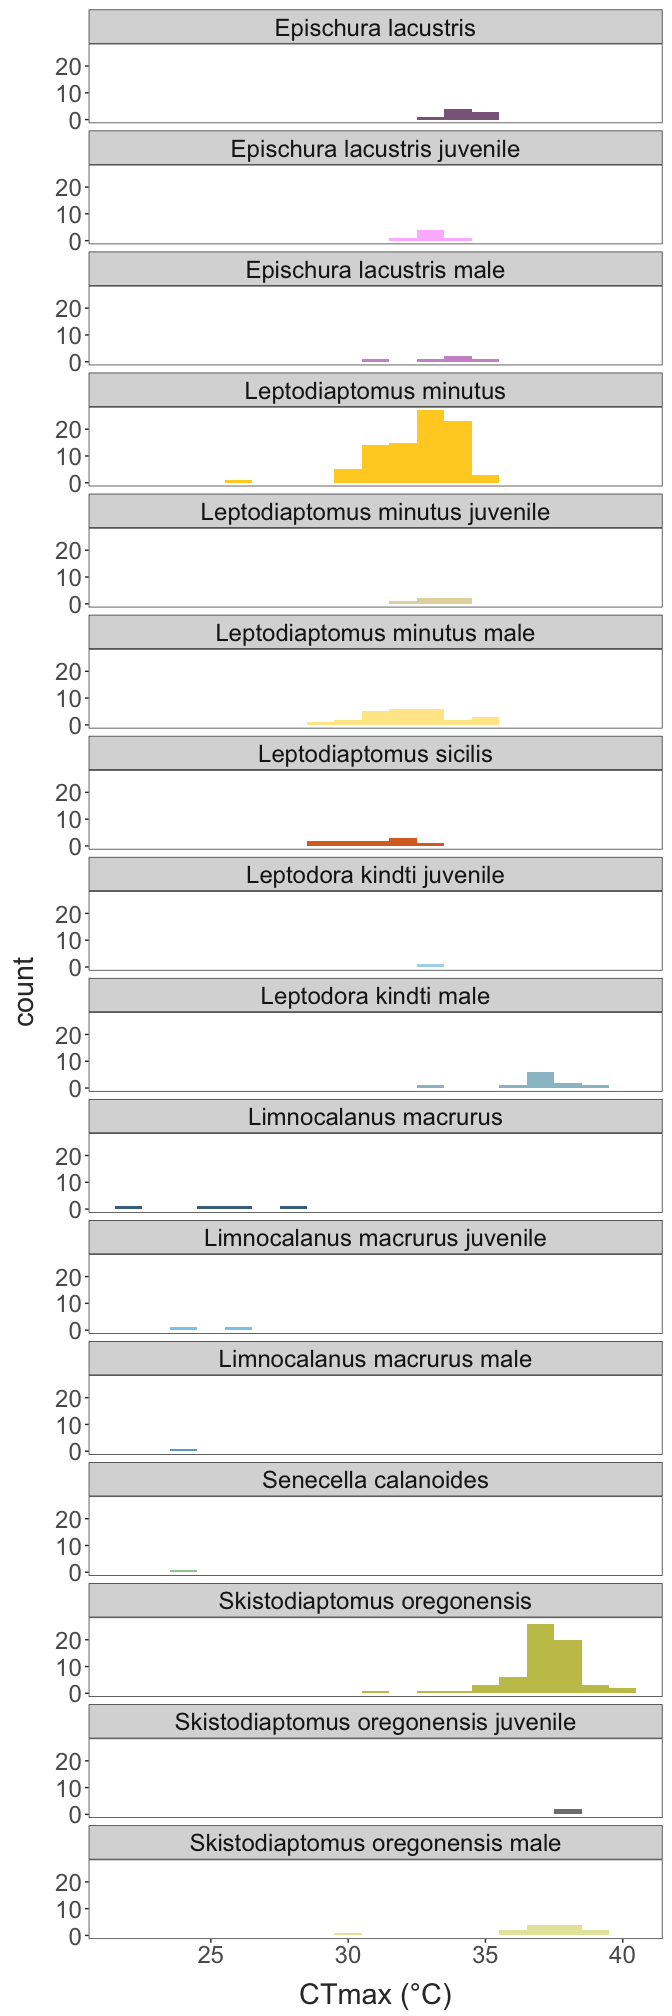 Epischura lacustris
20
10
0
Epischura lacustris juvenile
20
10
0
Epischura lacustris male
20
10
0
Leptodiaptomus minutus
20
10
0
Leptodiaptomus minutus juvenile
20
10
0
Leptodiaptomus minutus male
20
10
0
Leptodiaptomus sicilis
20
10
0
Leptodora kindti juvenile
20
10
0
Leptodora kindti male
20
10
0
Limnocalanus macrurus
20
10
0
Limnocalanus macrurus juvenile
20
10
0
Limnocalanus macrurus male
20
10
0
Senecella calanoides
20
10
0
Skistodiaptomus oregonensis
20
10
0
Skistodiaptomus oregonensis juvenile
20
10
0
Skistodiaptomus oregonensis male
20
10
0
count
25 30 35 40
CTmax (°C)